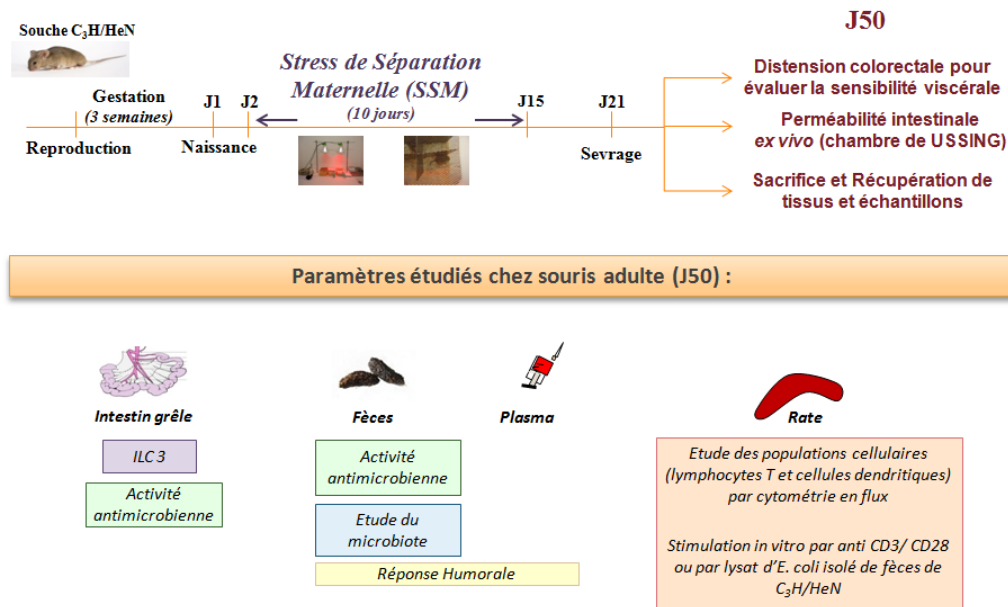 J50
Souche C3H/HeN
Stress de Séparation
Maternelle (SSM)
(10 jours)
Gestation
(3 semaines)
J1
J2
J15
J21
Reproduction
Naissance
Sevrage
Distension colorectale pour
évaluer la sensibilité viscérale
Perméabilité intestinale
ex vivo (chambre de USSING)
Sacrifice et Récupération de
tissus et échantillons
Paramètres étudiés chez souris adulte (J50) :
Intestin grêle
Fèces
Plasma
Rate
ILC 3
Activité
antimicrobienne
Activité
antimicrobienne
Etude du
microbiote
Réponse Humorale
Etude des populations cellulaires
(lymphocytes T et cellules dendritiques)
par cytométrie en flux
Stimulation in vitro par anti CD3/ CD28
ou par lysat d'E. coli isolé de fèces de
C3H/HeN